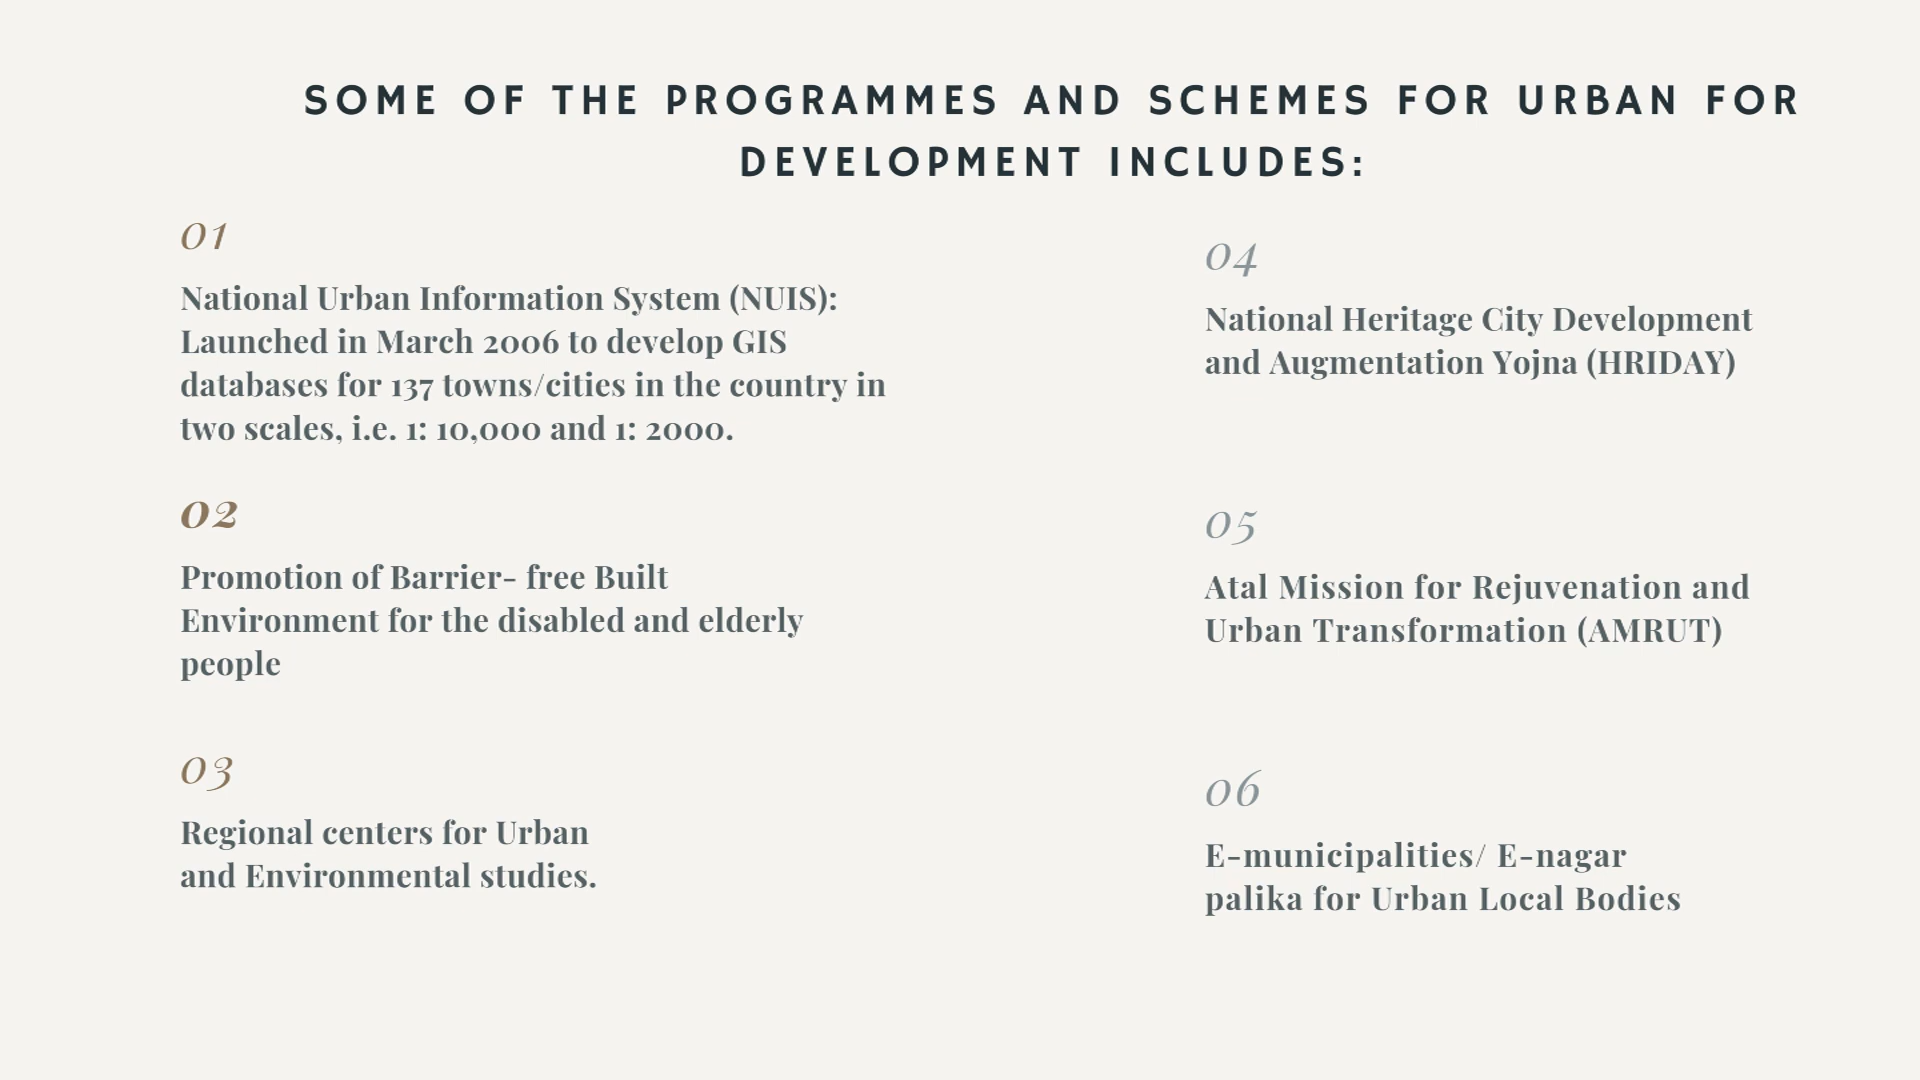 SOME OF THE PROGRAMMES AND SCHEMES FOR URBAN FOR
DEVELOPMENT INCLUDES:
01
National Urban Information System (NUIS):
Launched in March 2006 to develop GIS
databases for 137 towns/cities in the country in
two scales, i.e. 1: 10,000 and 1: 2000.
02
Promotion of Barrier- free Built
Environment for the disabled and elderly
people
03
Regional centers for Urban
and Environmental studies.
04
National Heritage City Development
and Augmentation Yojna (HRIDAY)
05
Atal Mission for Rejuvenation and
Urban Transformation (AMRUT)
06
E-municipalities/ E-nagar
palika for Urban Local Bodies